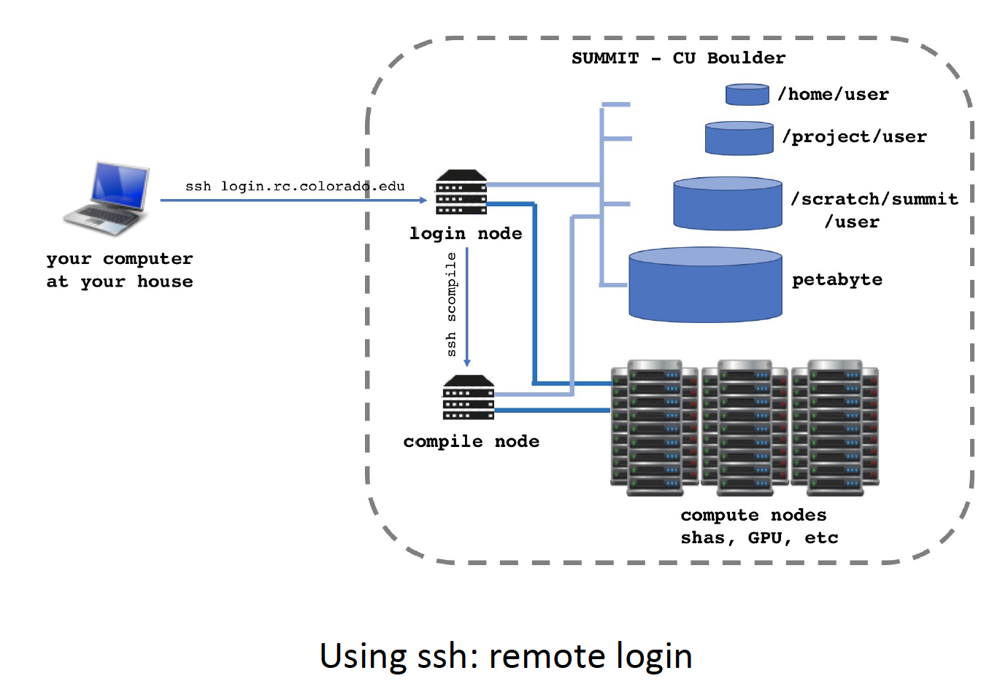 SUMMIT – CU Boulder
/home/user
/project/user
/scratch/summit
/user
petabyte
ssh login.rc.colorado.edu
login node
your computer
at your house
ssh scompile
compile node
compute nodes
shas, GPU, etc
Using ssh: remote login